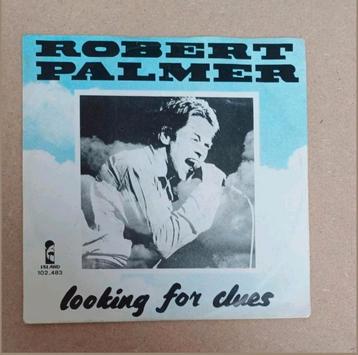 ROBERT
PALMER
ISLAND
102.483
looking for clues